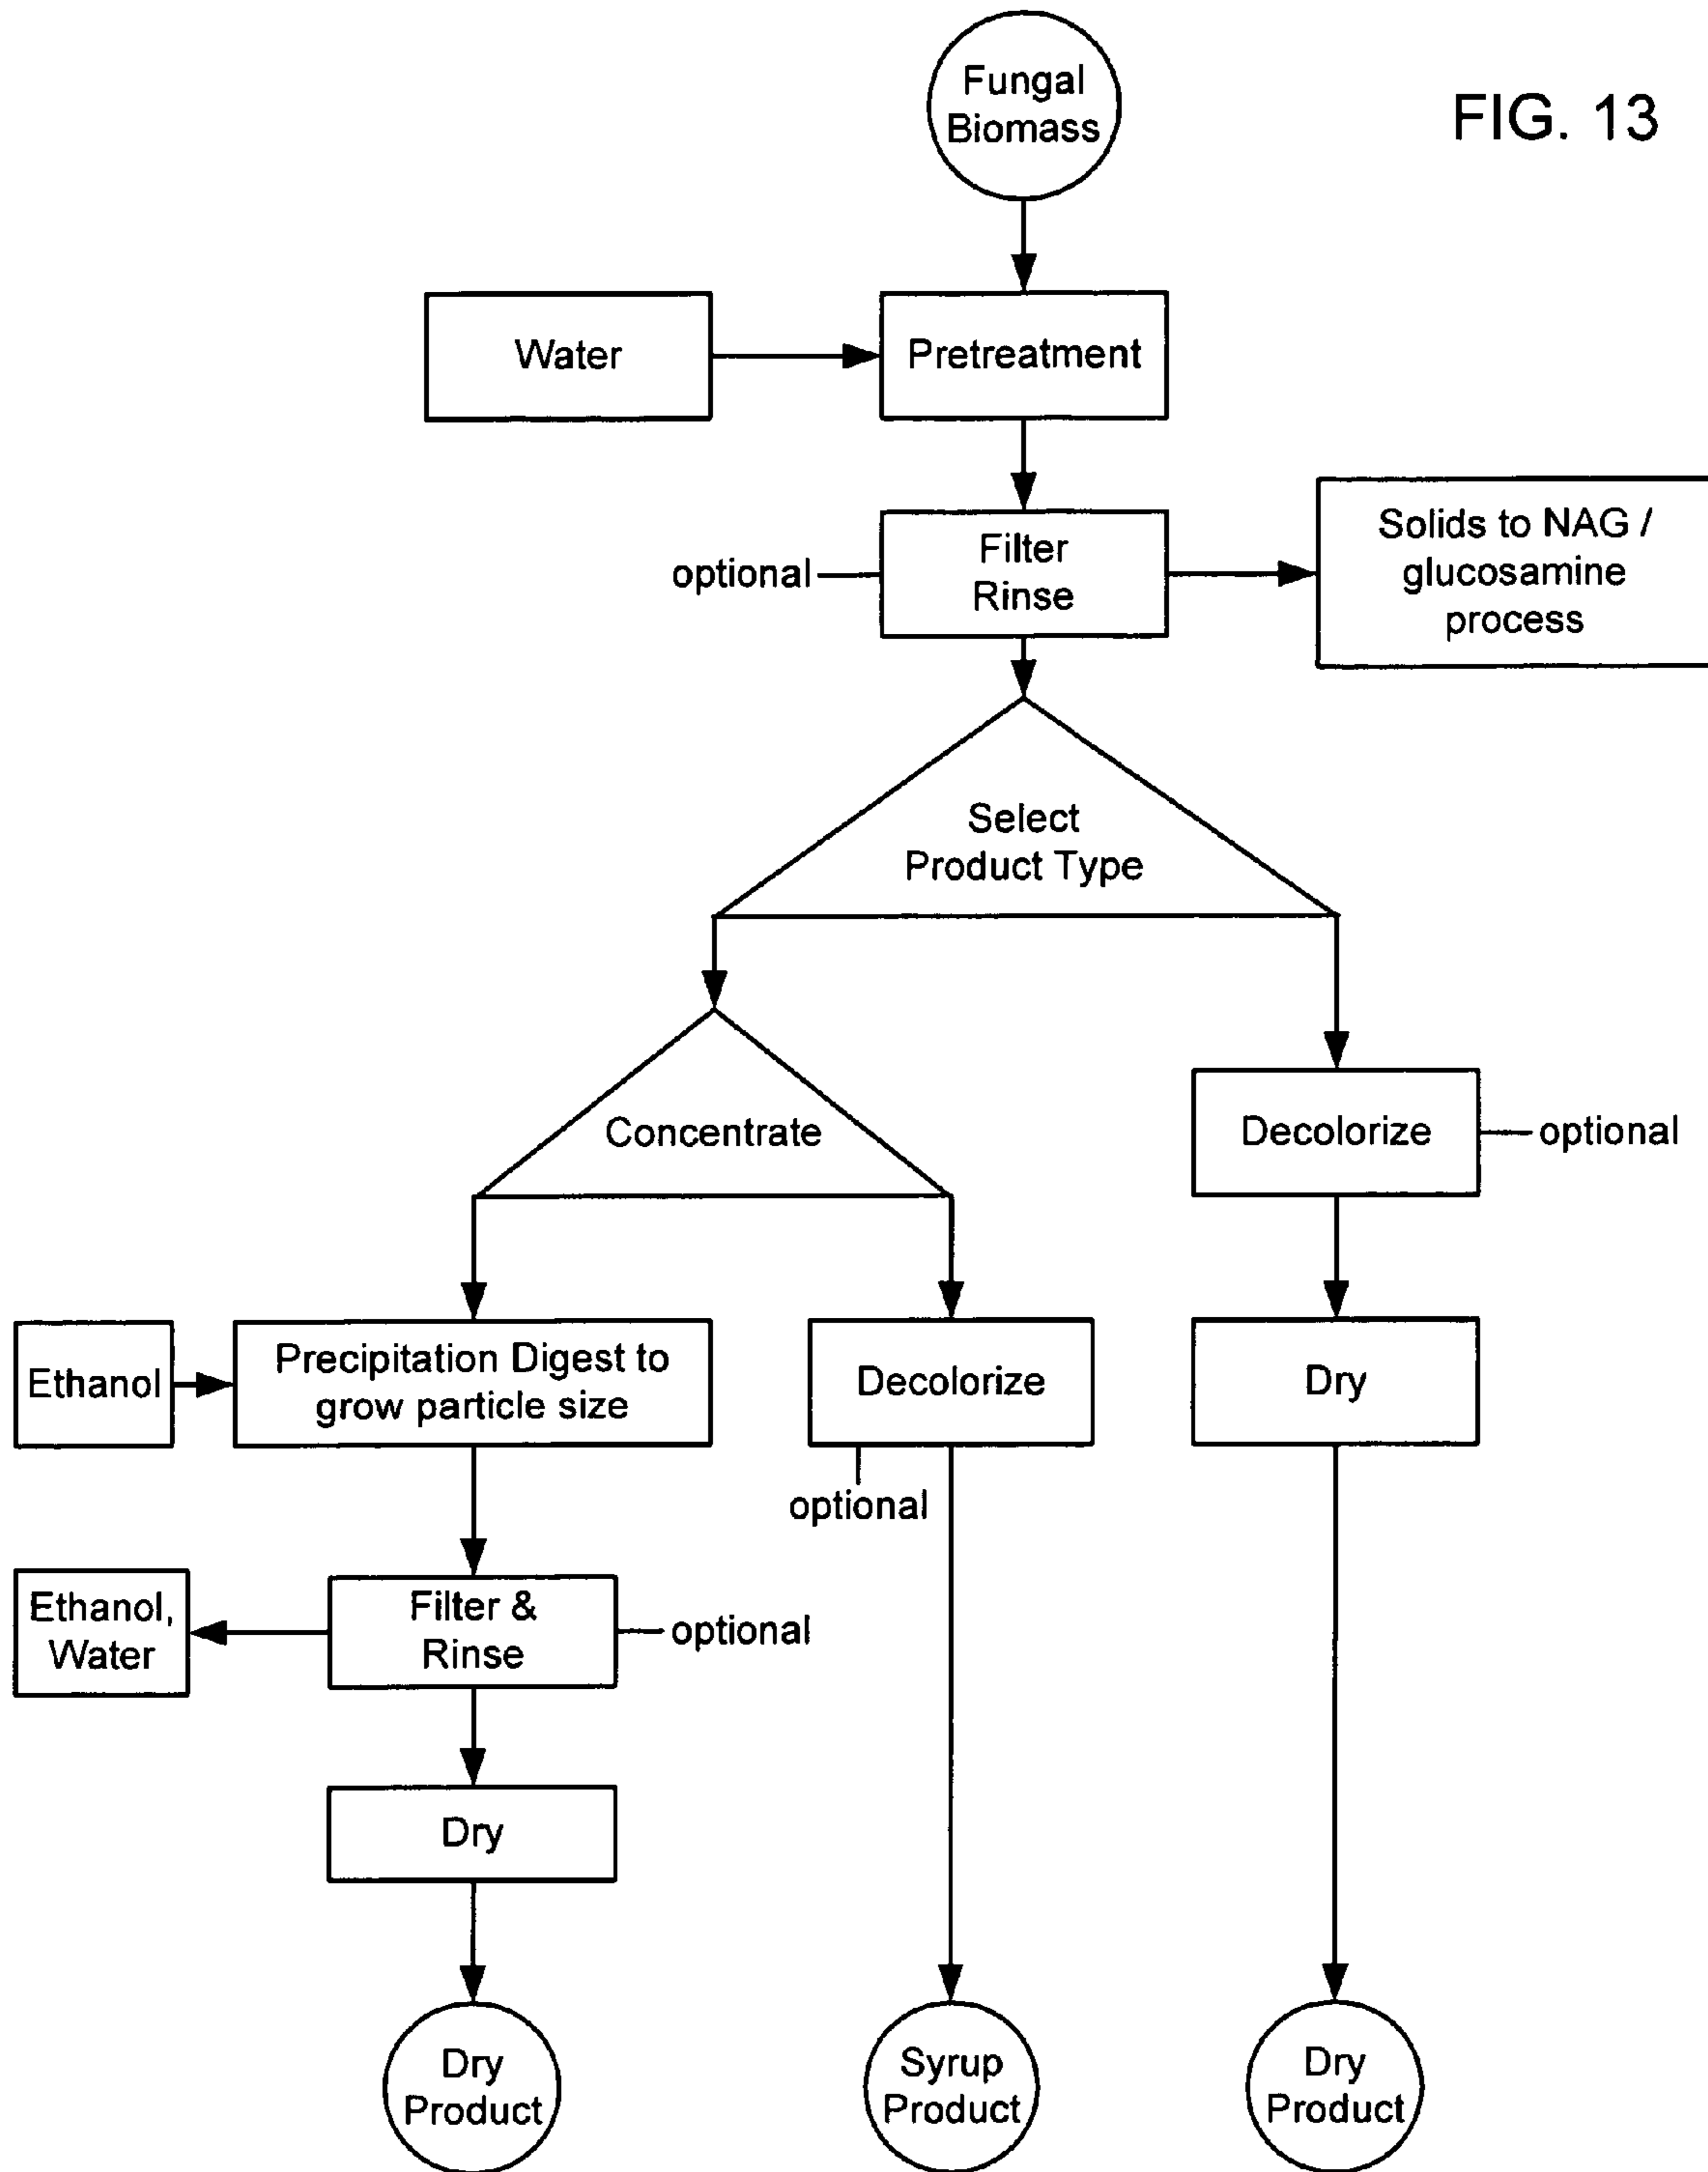 Fungal
Biomass
FIG. 13
Water
Pretreatment
optional
Filter
Rinse
Solids to NAG /
glucosamine
process
Select
Product Type
Concentrate
Decolorize
optional
Ethanol
Precipitation Digest to
grow particle size
Decolorize
Dry
optional
Ethanol,
Water
Filter &
Rinse
optional
Dry
Dry
Product
Syrup
Product
Dry
Product